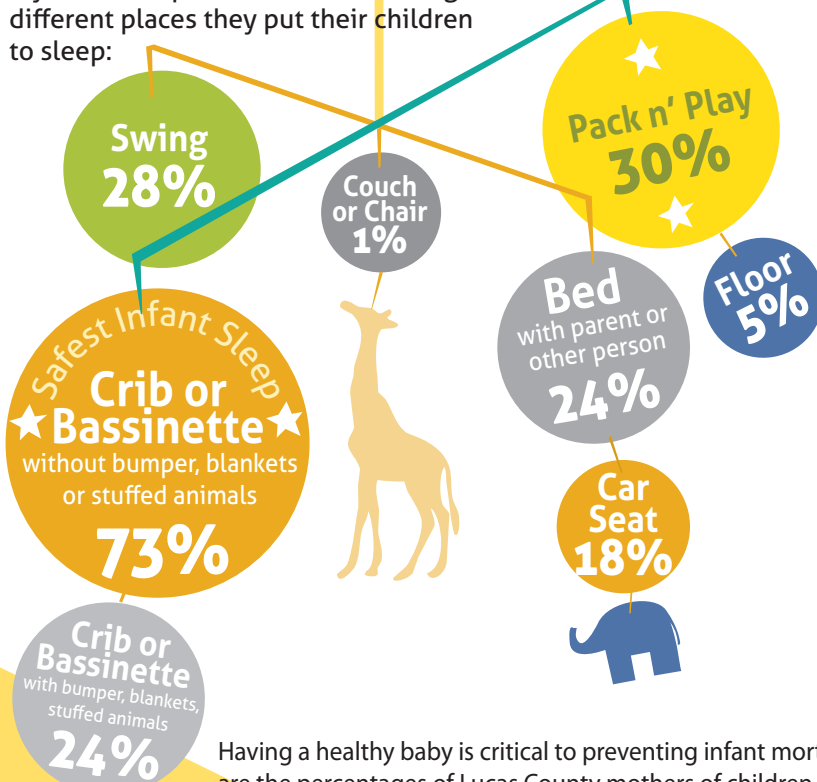 different places they put their children
to sleep:
Swing
28%
Couch
or Chair
1%
Pack n' Play
30%
Floor
5%
Bed
with parent or
other person
24%
Safest Infant Sleep
Crib or
Bassinette
without bumper, blankets
or stuffed animals
73%
Car
Seat
18%
Crib or
Bassinette
with bumper, blankets,
stuffed animals
24%
Having a healthy baby is critical to preventing infant mor
are the percentages of Lucas County mothers of children